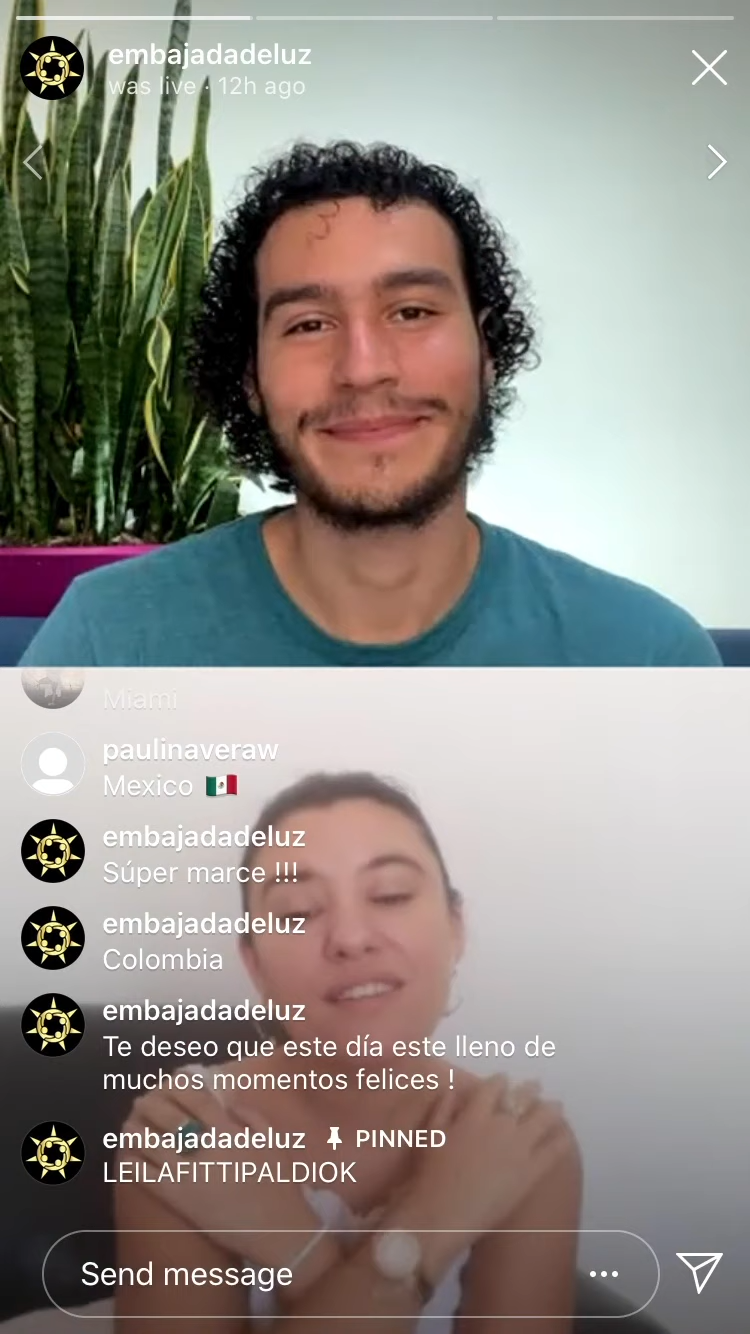 embajadadeluz
was live · 12h ago
Miami
paulinaveraw
Mexico 🇲🇽
embajadadeluz
Súper marce !!!
embajadadeluz
Colombia
embajadadeluz
Te deseo que este día este lleno de
muchos momentos felices !
embajadadeluz PINNED
LEILAFITTIPALDIOK
Send message